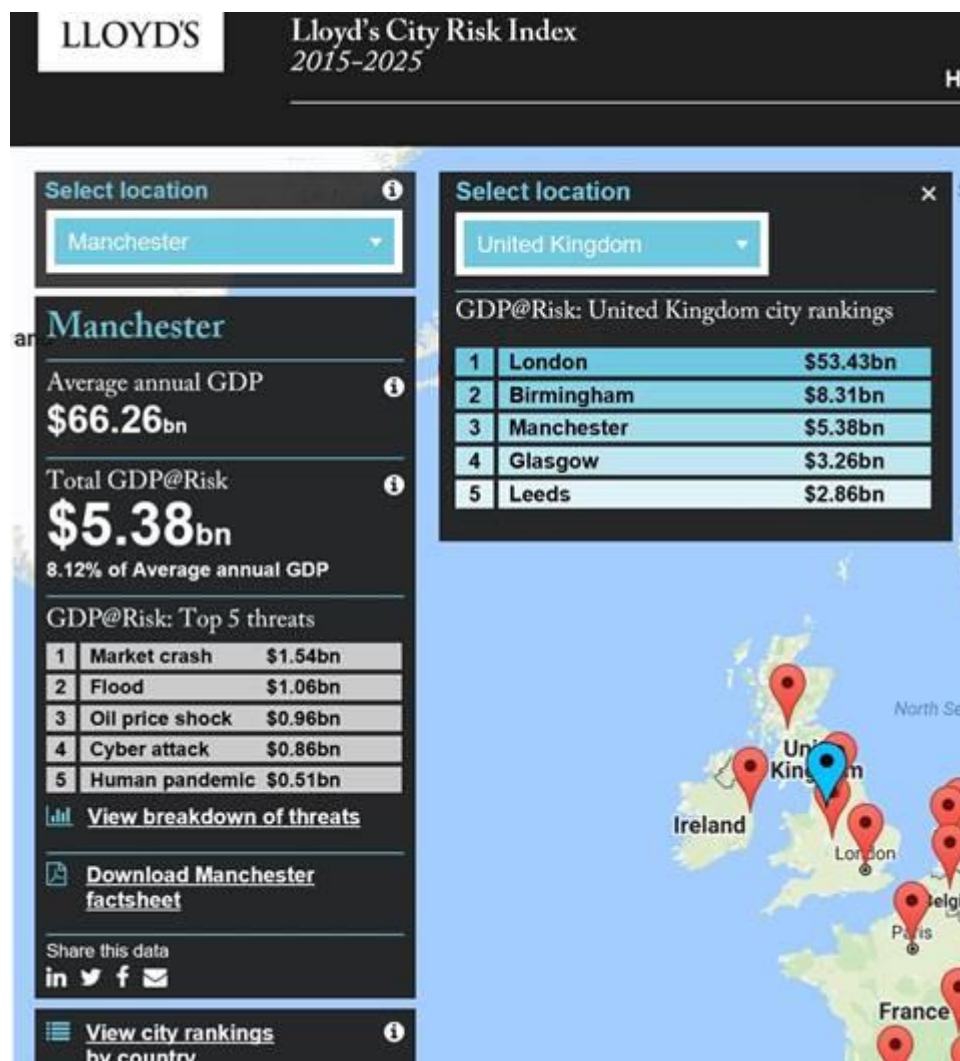 LLOYD'S
Lloyd's City Risk Index
2015-2025
H
Select location
Manchester
Manchester
Average annual GDP
$66.26bn
Total GDP@Risk
$5.38bn
8.12% of Average annual GDP
GDP@Risk: Top 5 threats
1 Market crash $1.54bn
2 Flood $1.06bn
3 Oil price shock $0.96bn
4 Cyber attack $0.86bn
5 Human pandemic $0.51bn
View breakdown of threats
Download Manchester
factsheet
Share this data
View city rankings
by country
Select location
United Kingdom
GDP@Risk: United Kingdom city rankings
1 London $53.43bn
2 Birmingham $8.31bn
3 Manchester $5.38bn
4 Glasgow $3.26bn
5 Leeds $2.86bn
North Se
Ireland
London
Paris
France